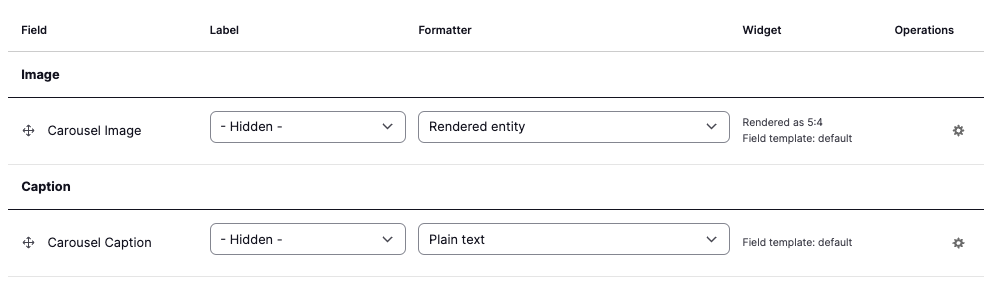 Field Label Formatter Widget Operations
Image
Carousel Image - Hidden - Rendered entity Rendered as 5:4
Field template: default
Caption
Carousel Caption - Hidden - Plain text Field template: default